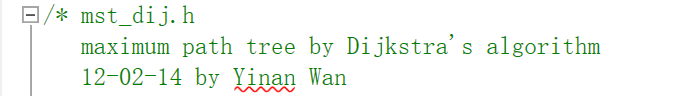 /* mst_dij.h
maximum path tree by Dijkstra's algorithm
12-02-14 by Yinan Wan